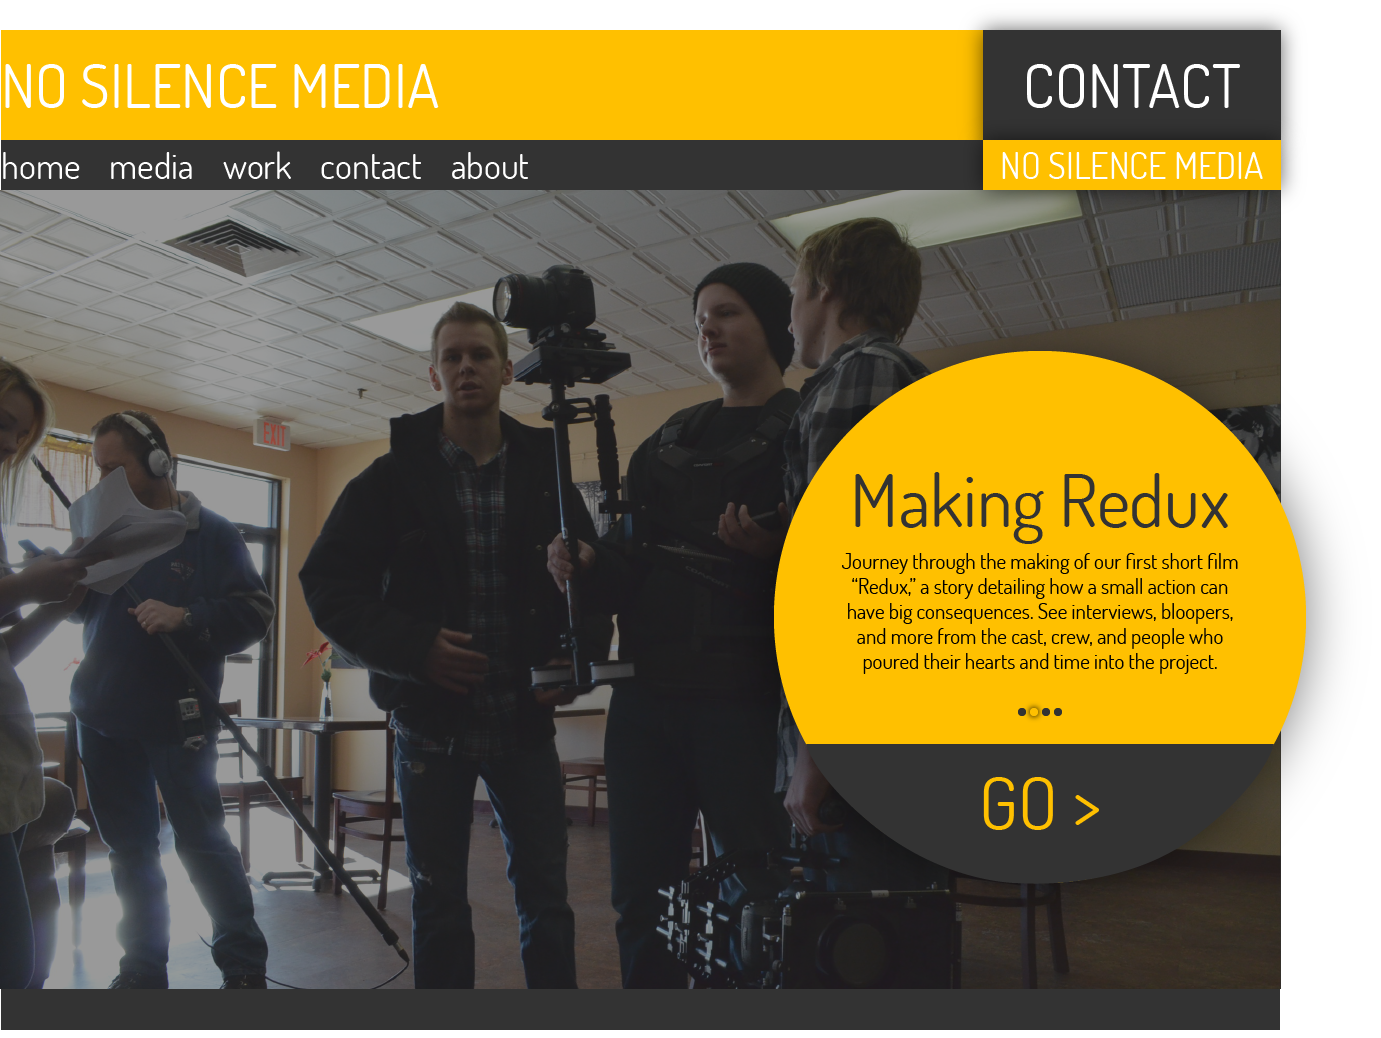 NO SILENCE MEDIA
CONTACT
home media work contact about
NO SILENCE MEDIA
EXIT
Making Redux
Journey through the making of our first short film
“Redux,” a story detailing how a small action can
have big consequences. See interviews, bloopers,
and more from the cast, crew, and people who
poured their hearts and time into the project.
GO >